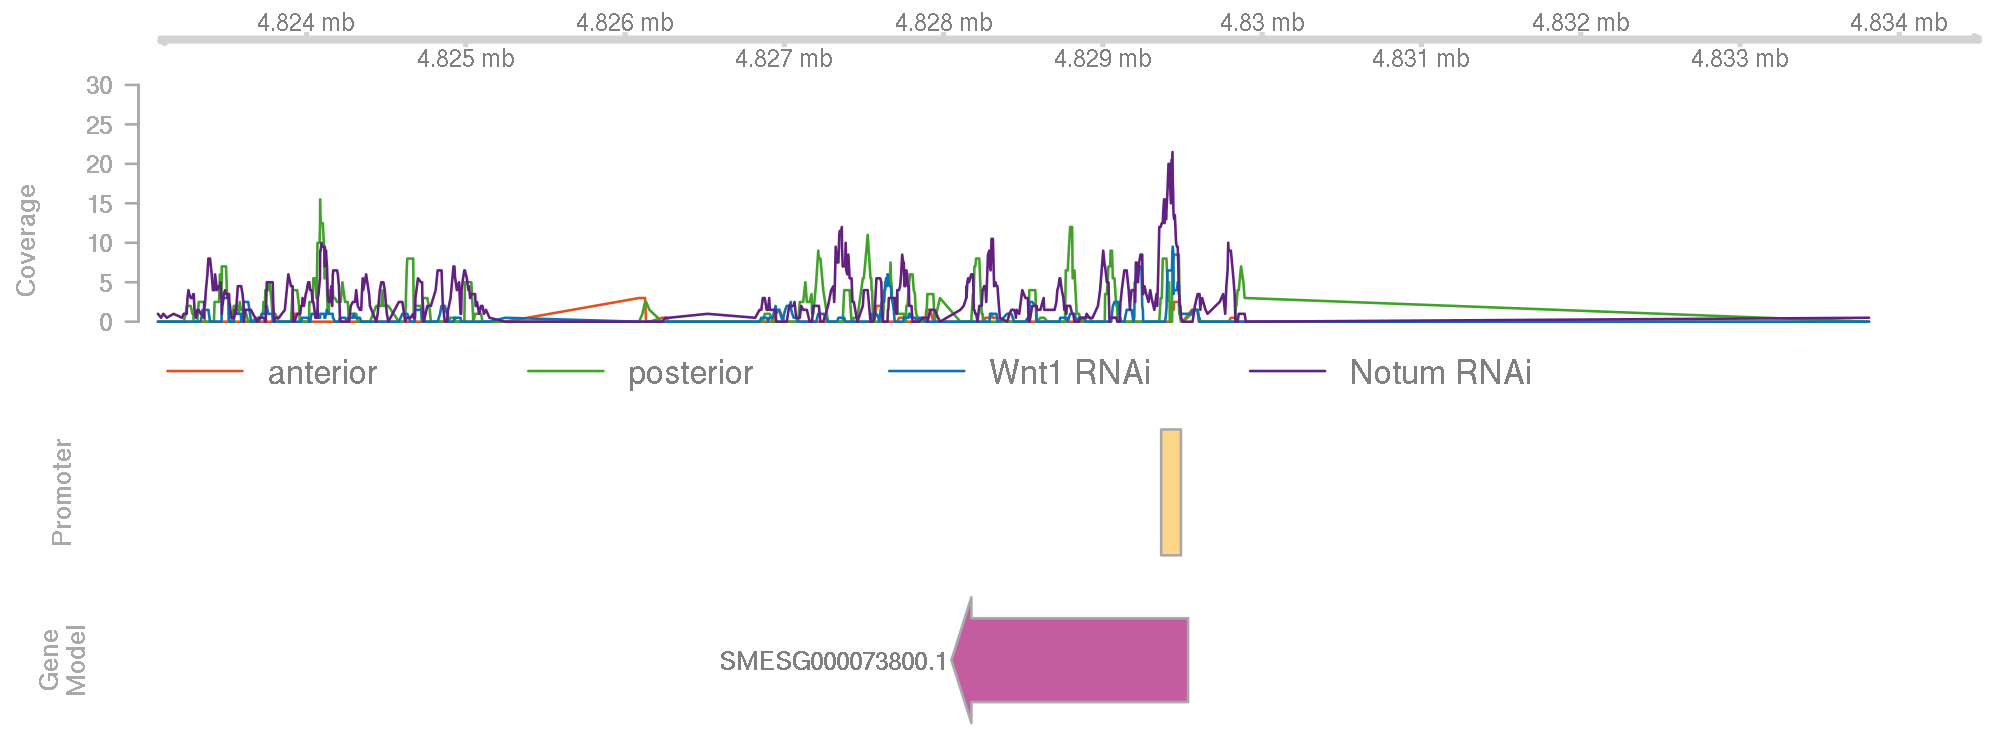 4.824 mb 4.826 mb 4.828 mb 4.83 mb 4.832 mb 4.834 mb
4.825 mb 4.827 mb 4.829 mb 4.831 mb 4.833 mb
30
25
20
15
10
5
0
Coverage
anterior posterior Wnt1 RNAi Notum RNAi
Promoter
Gene
Model
SMESG000073800.1